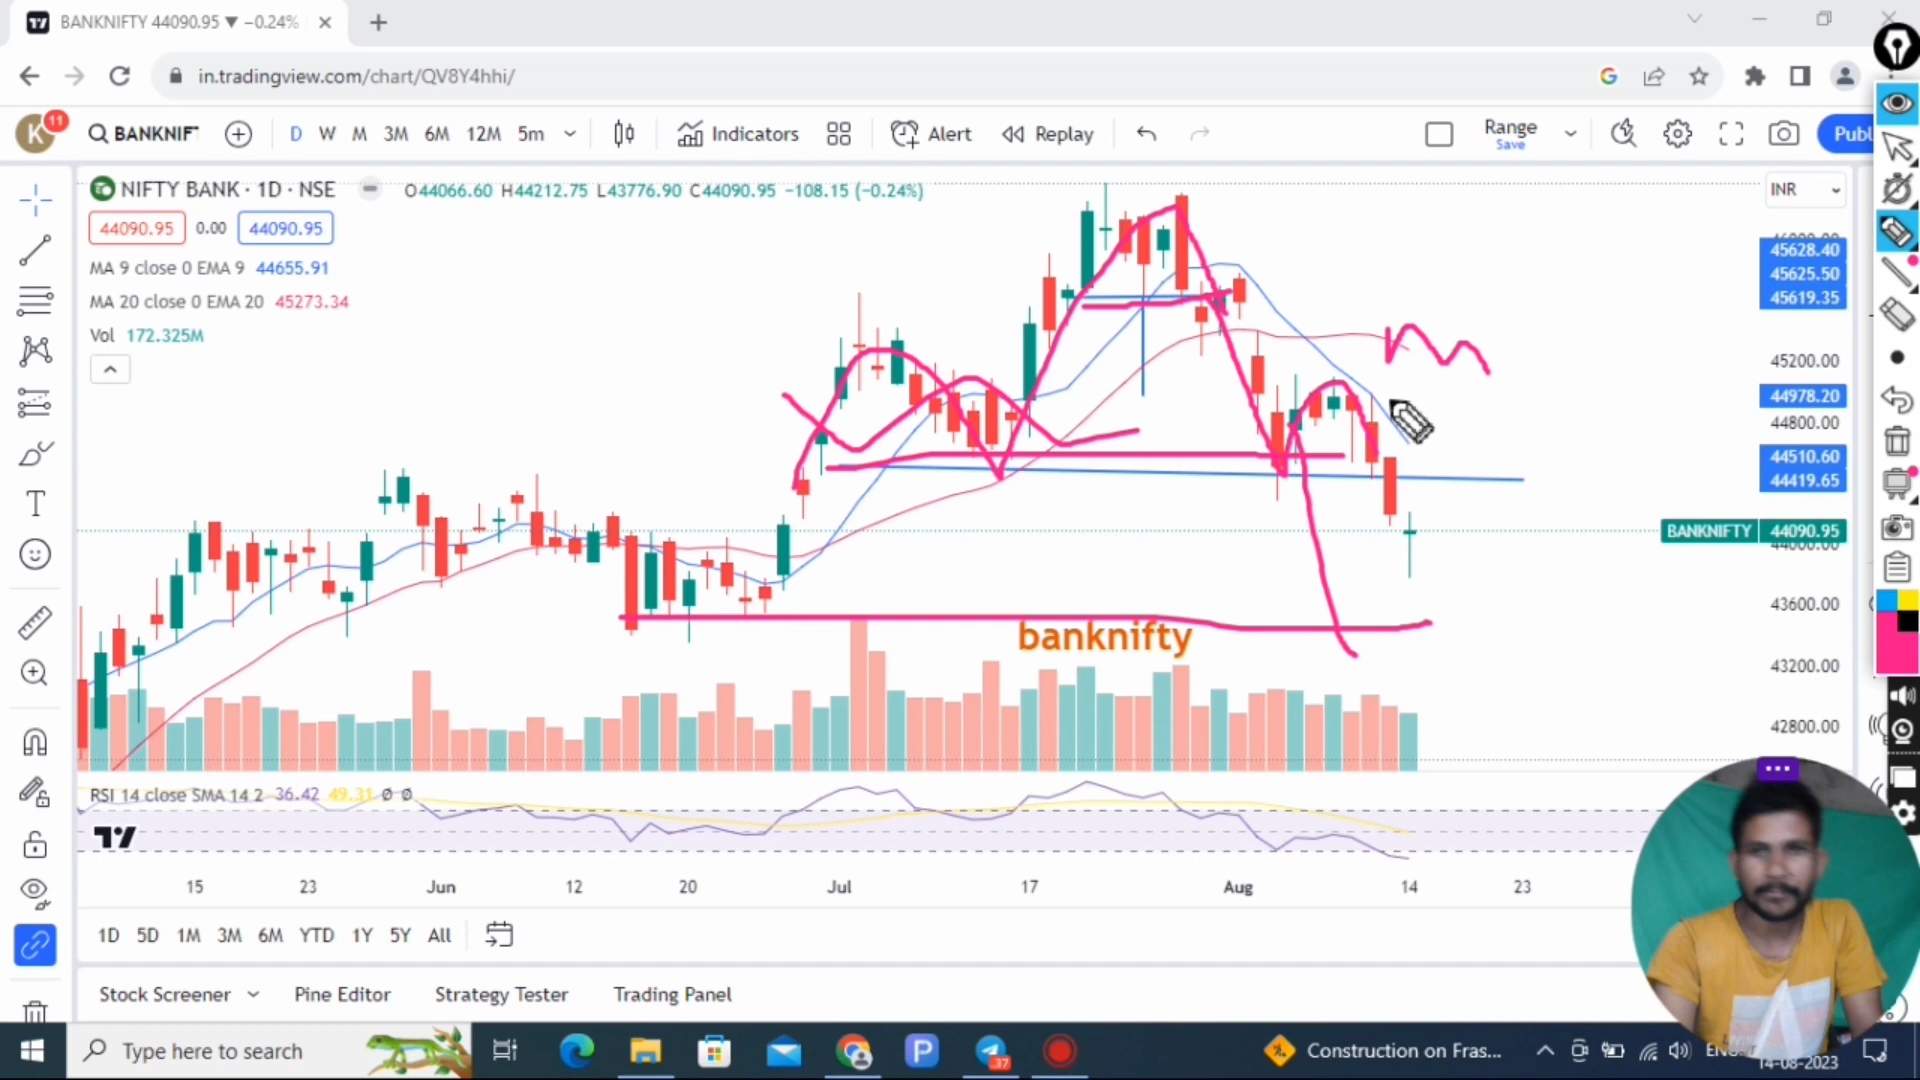 BANKNIFTY 44090.95 ▼ −0.24%
in.tradingview.com/chart/QV8Y4hhi/
K 11
BANKNIF
D W M 3M 6M 12M 5m
Indicators
Alert
Replay
Range
Save
Publ
NIFTY BANK · 1D · NSE
O44066.60 H44212.75 L43776.90 C44090.95 −108.15 (−0.24%)
INR
44090.95 0.00 44090.95
MA 9 close 0 EMA 9 44655.91
MA 20 close 0 EMA 20 45273.34
Vol 172.325M
45628.40
45625.50
45619.35
45200.00
44978.20
44800.00
44510.60
44419.65
BANKNIFTY 44090.95
44000.00
43600.00
banknifty
43200.00
42800.00
RSI 14 close SMA 14 2 36.42 49.31 Ø Ø
15 23 Jun 12 20 Jul 17 Aug 14 23
1D 5D 1M 3M 6M YTD 1Y 5Y All
Stock Screener Pine Editor Strategy Tester Trading Panel
Type here to search
37
Construction on Fras...
14-08-2023